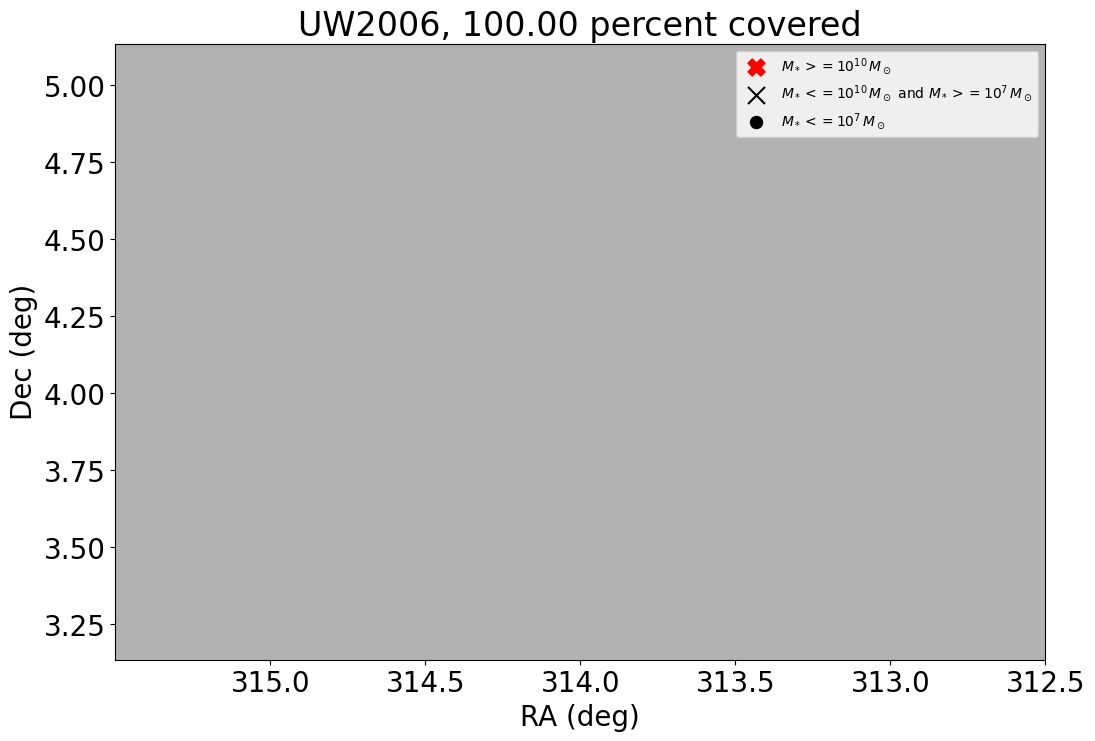 UW2006, 100.00 percent covered
M* >= 10^10 M⊙
M* <= 10^10 M⊙ and M* >= 10^7 M⊙
M* <= 10^7 M⊙
5.00
4.75
4.50
4.25
4.00
3.75
3.50
3.25
Dec (deg)
315.0 314.5 314.0 313.5 313.0 312.5
RA (deg)